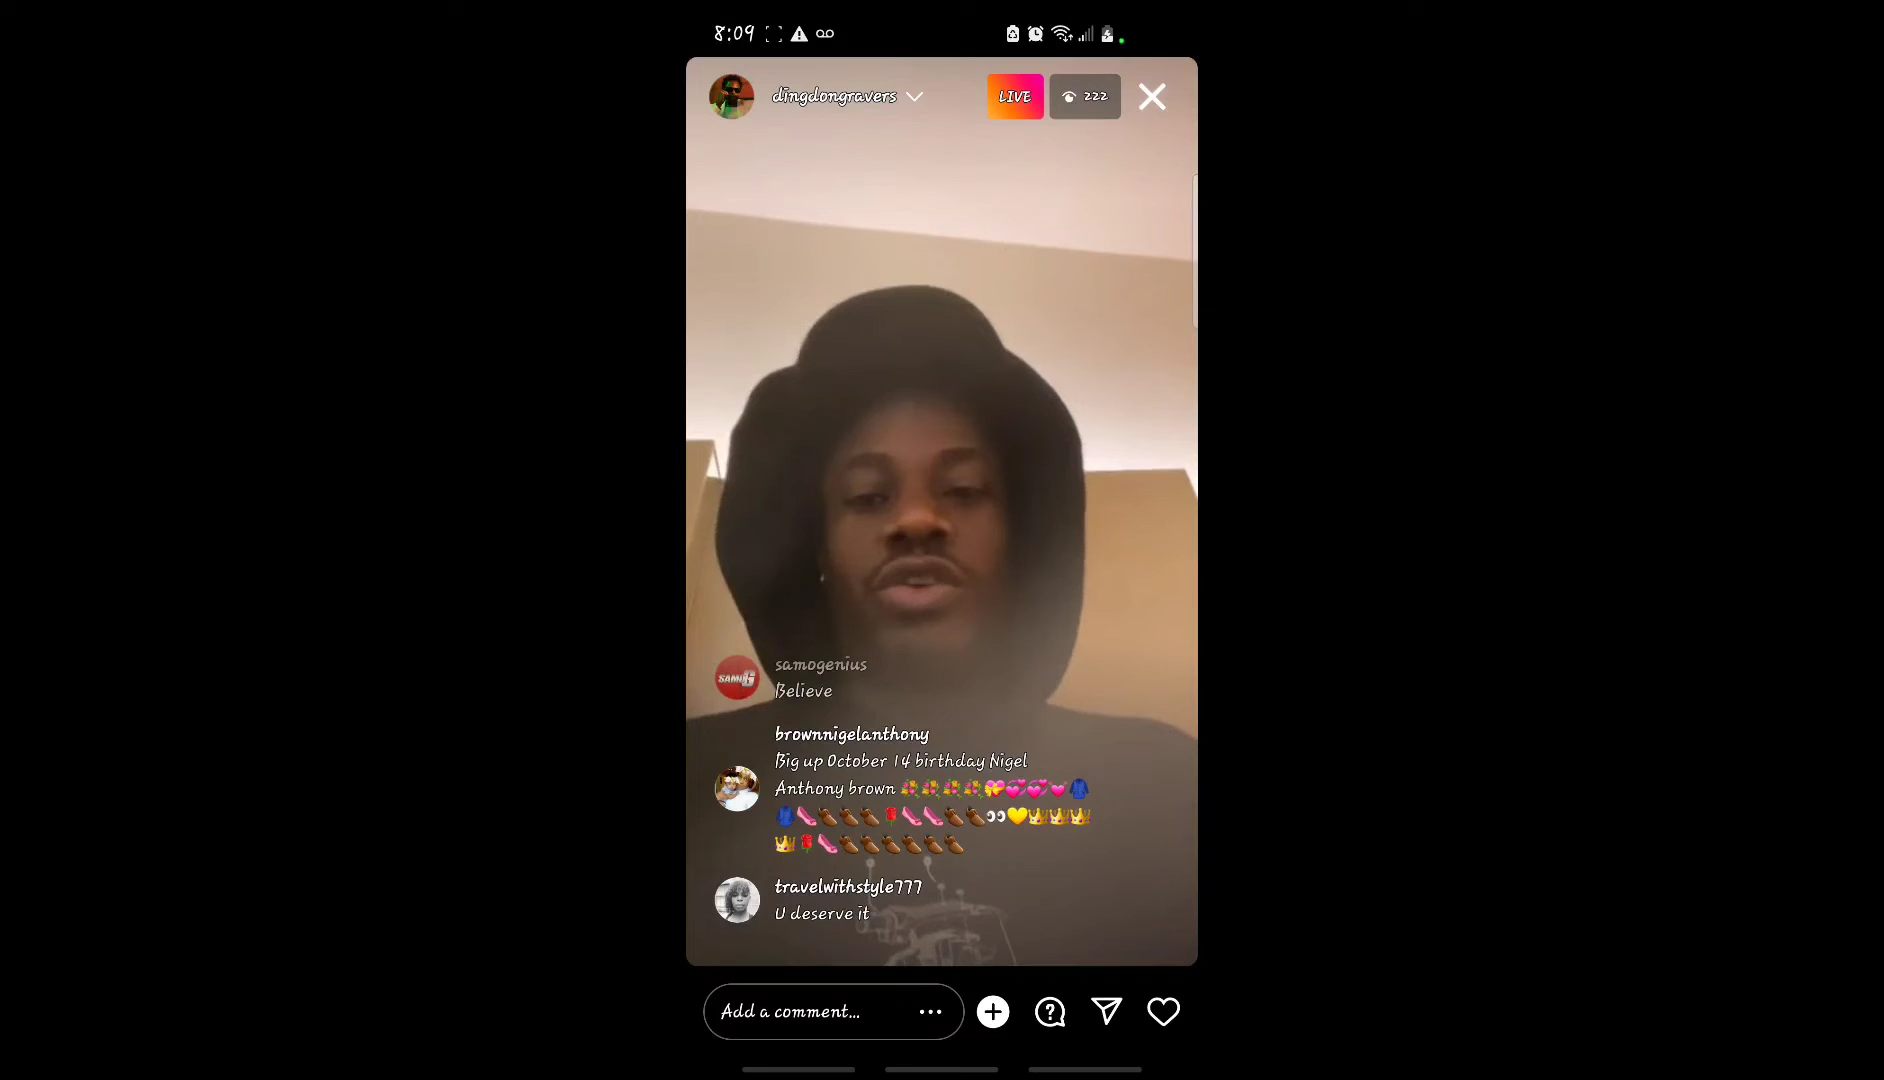 8:09
dingdongravers
LIVE
222
samogenius
SAMO G
Believe
brownnigelanthony
Big up October 14 birthday Nigel
Anthony brown 💐💐💐💐💝💞💞💓🧥
🧥👠👞👞👞🌹👠👠👞👞👀💛👑👑👑
👑🌹👠👞👞👞👞👞👞
travelwithstyle777
U deserve it
Add a comment...